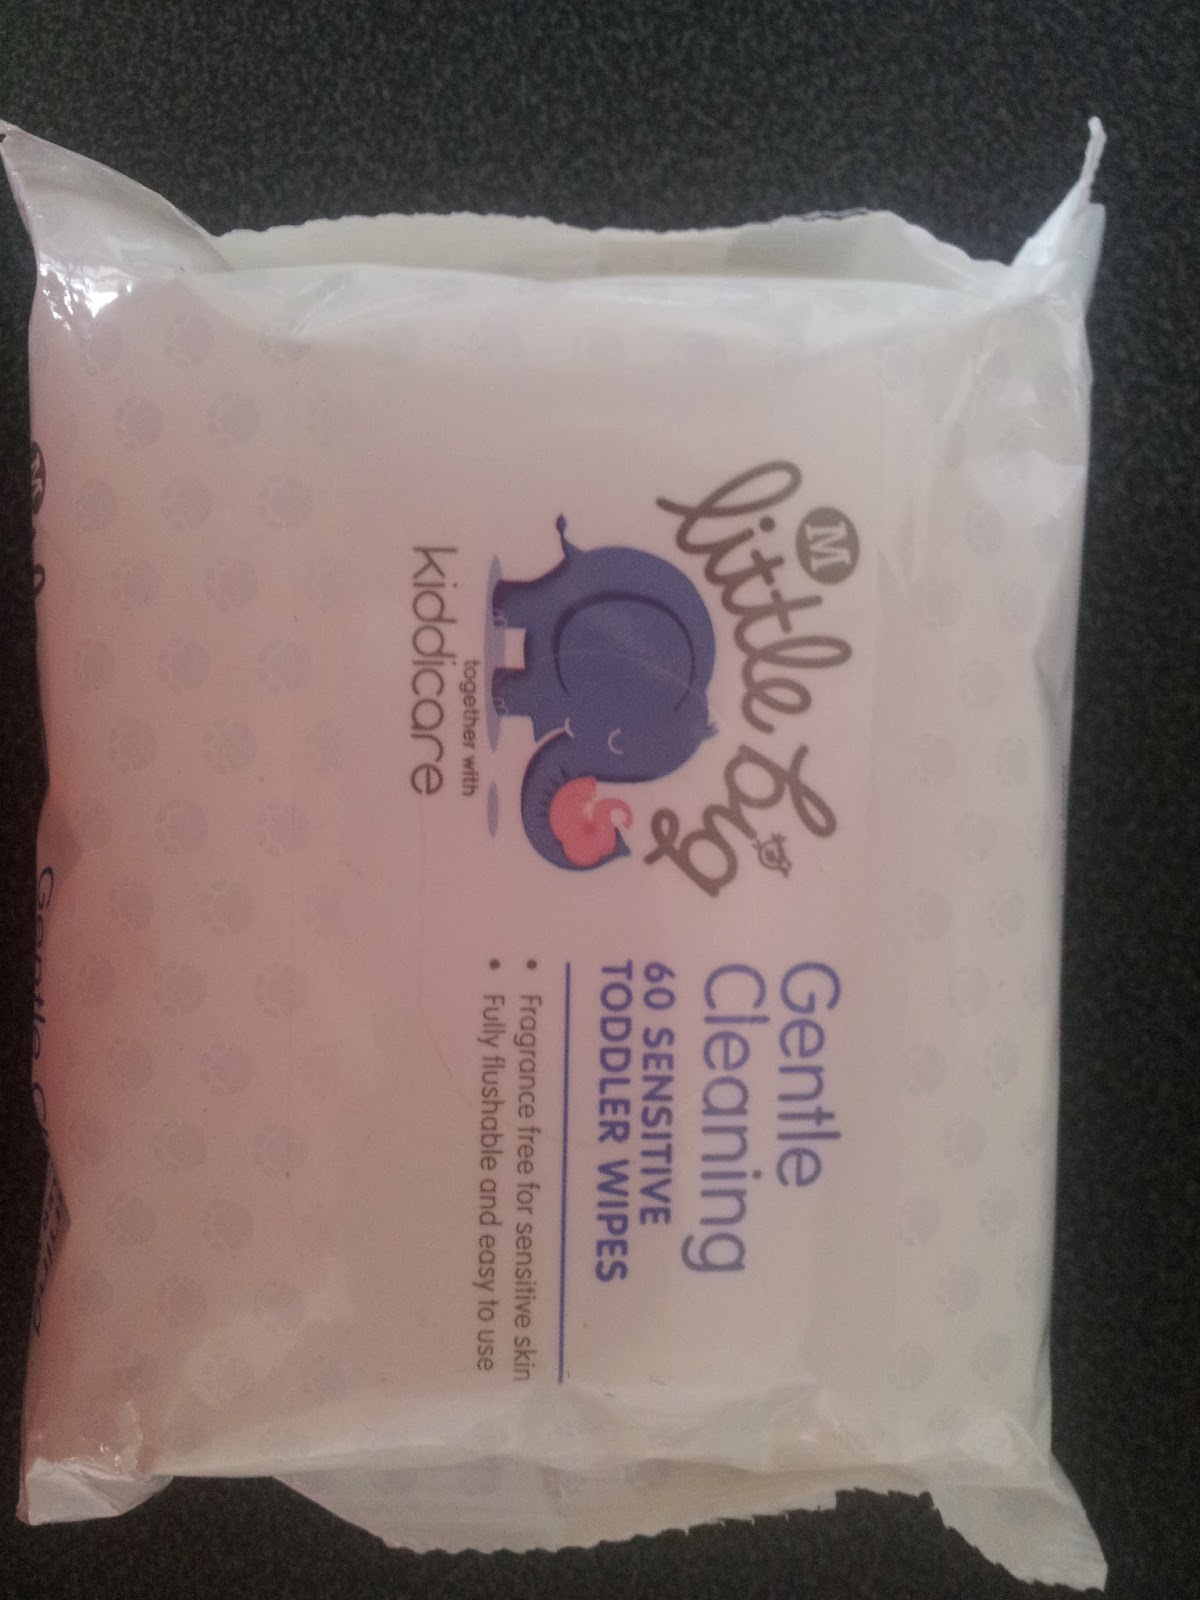 M
little big
together with
kiddicare
Gentle
Cleaning
60 SENSITIVE
TODDLER WIPES
• Fragrance free for sensitive skin
• Fully flushable and easy to use
M
Gentle